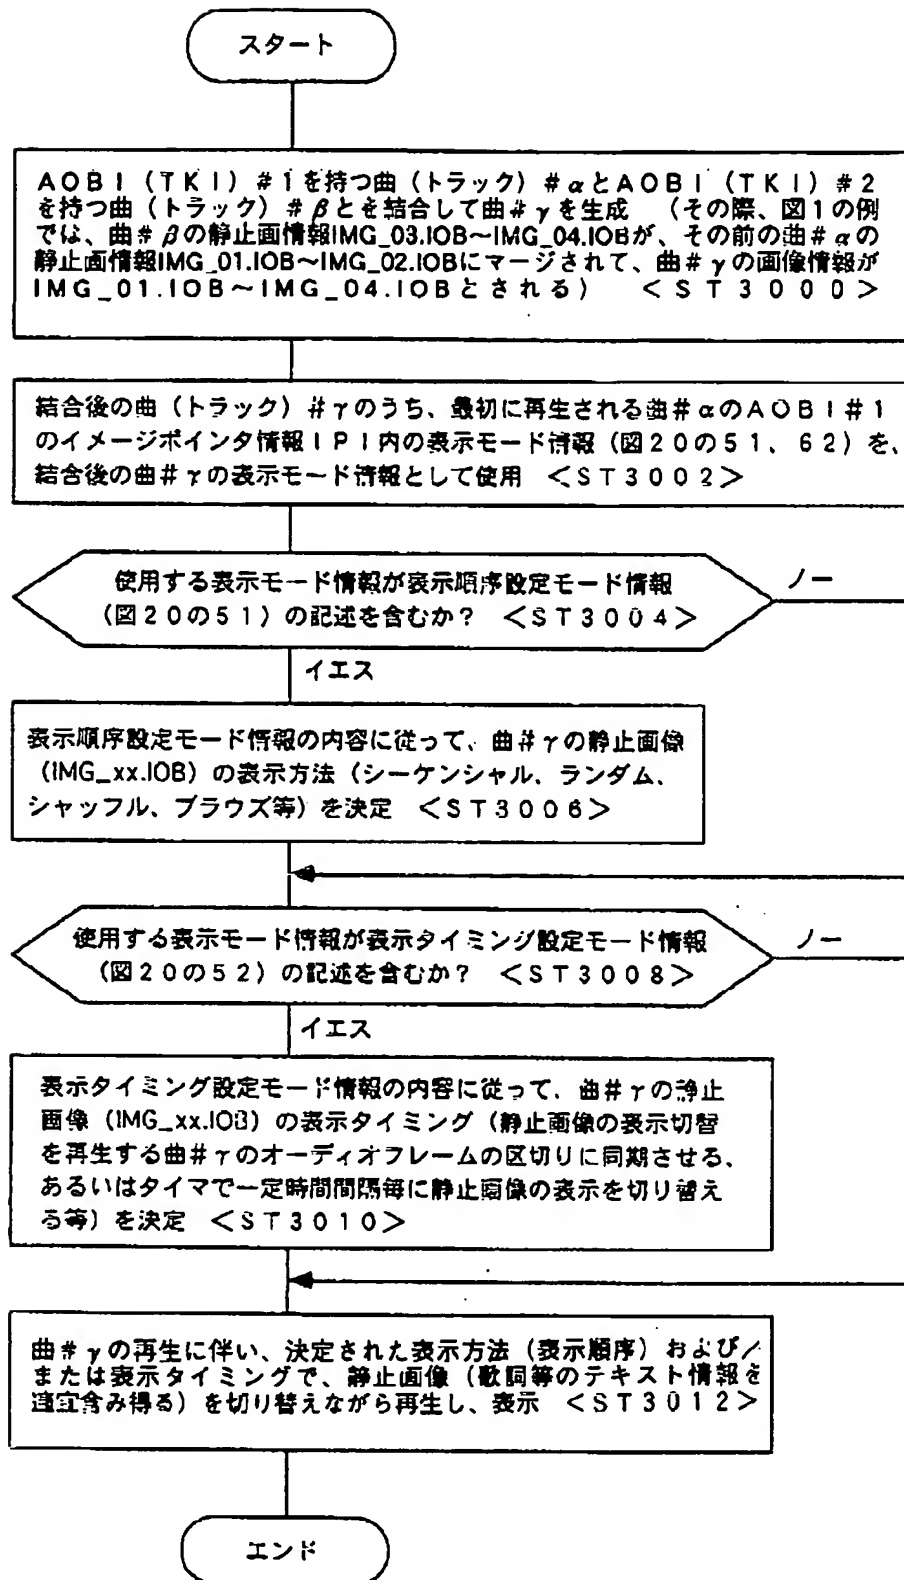 スタート
AOBI(TKI)#1を持つ曲(トラック)#αとAOBI(TKI)#2
を持つ曲(トラック)#βとを結合して曲#γを生成 (その際、図1の例
では、曲#βの静止画情報IMG_03.IOB~IMG_04.IOBが、その前の曲#αの
静止画情報IMG_01.IOB~IMG_02.IOBにマージされて、曲#γの画像情報が
IMG_01.IOB~IMG_04.IOBとされる) <ST3000>
結合後の曲(トラック)#γのうち、最初に再生される曲#αのAOBI#1
のイメージポインタ情報IPI内の表示モード情報(図20の51、62)を、
結合後の曲#γの表示モード情報として使用 <ST3002>
使用する表示モード情報が表示順序設定モード情報
ノー
(図20の51)の記述を含むか? <ST3004>
イエス
表示順序設定モード情報の内容に従って、曲#γの静止画像
(IMG_xx.IOB)の表示方法(シーケンシャル、ランダム、
シャッフル、ブラウズ等)を決定 <ST3006>
使用する表示モード情報が表示タイミング設定モード情報
ノー
(図20の52)の記述を含むか? <ST3008>
イエス
表示タイミング設定モード情報の内容に従って、曲#γの静止
画像(IMG_xx.IOB)の表示タイミング(静止画像の表示切替
を再生する曲#γのオーディオフレームの区切りに同期させる、
あるいはタイマで一定時間間隔毎に静止画像の表示を切り替え
る等)を決定 <ST3010>
曲#γの再生に伴い、決定された表示方法(表示順序)および/
または表示タイミングで、静止画像(歌詞等のテキスト情報を
適宜含み得る)を切り替えながら再生し、表示 <ST3012>
エンド